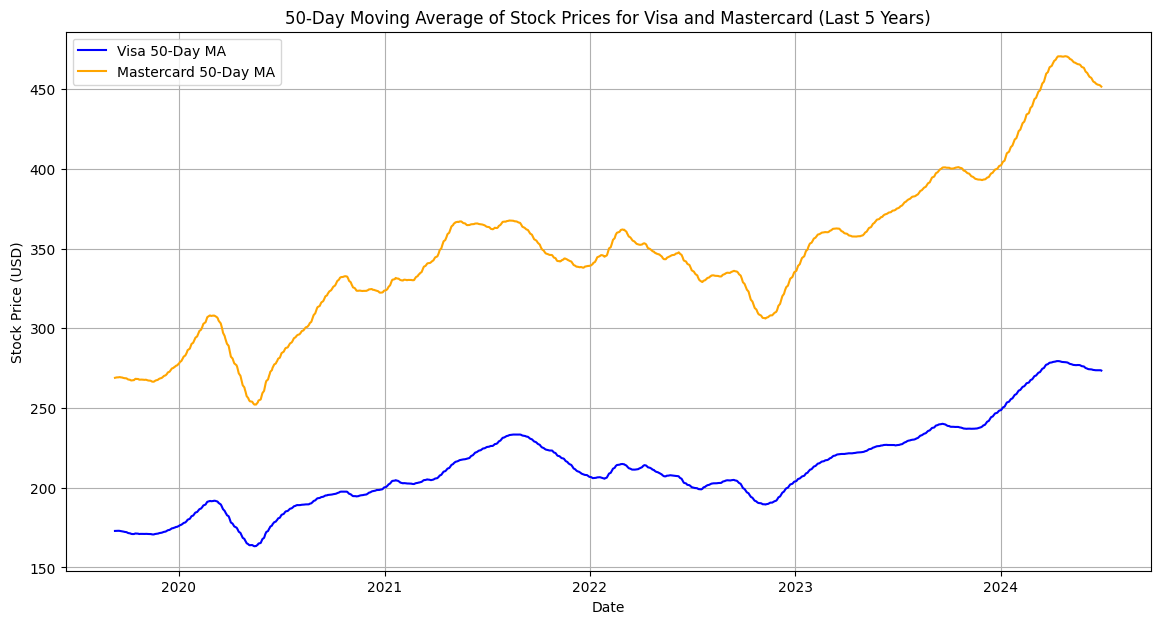 50-Day Moving Average of Stock Prices for Visa and Mastercard (Last 5 Years)
Visa 50-Day MA
Mastercard 50-Day MA
Stock Price (USD)
450
400
350
300
250
200
150
2020
2021
2022
2023
2024
Date